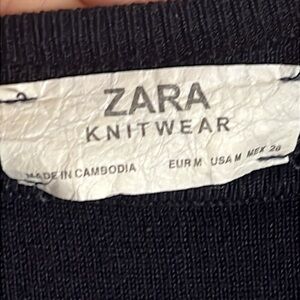 ZARA
KNITWEAR
MADE IN CAMBODIA EUR M USA M MEX 28